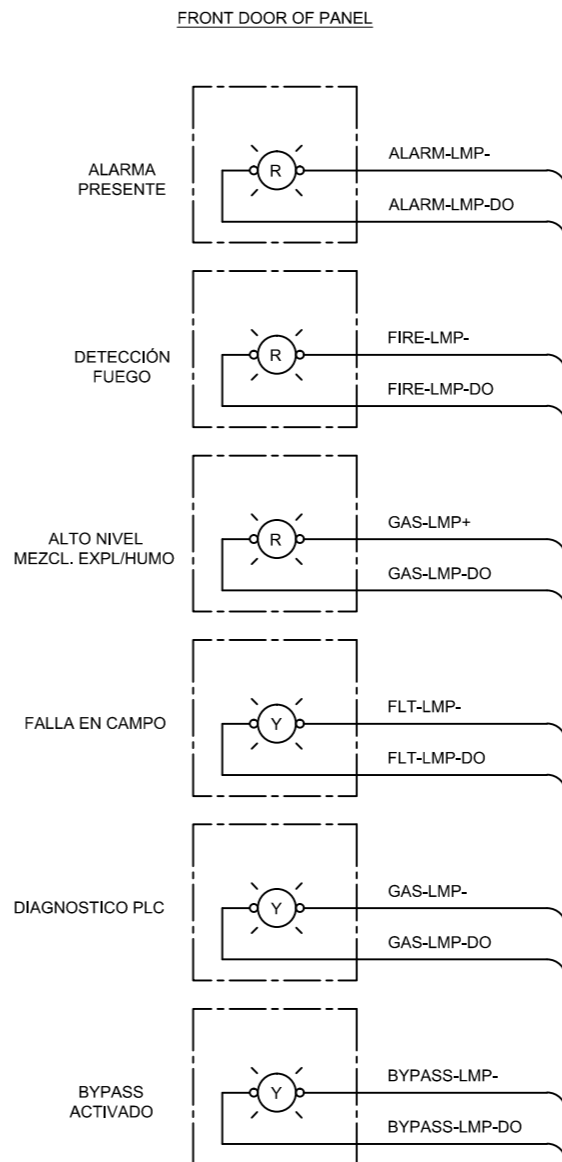 FRONT DOOR OF PANEL
ALARMA
PRESENTE
R
ALARM-LMP-
ALARM-LMP-DO
DETECCIÓN
FUEGO
R
FIRE-LMP-
FIRE-LMP-DO
ALTO NIVEL
MEZCL. EXPL/HUMO
R
GAS-LMP+
GAS-LMP-DO
FALLA EN CAMPO
Y
FLT-LMP-
FLT-LMP-DO
DIAGNOSTICO PLC
Y
GAS-LMP-
GAS-LMP-DO
BYPASS
ACTIVADO
Y
BYPASS-LMP-
BYPASS-LMP-DO